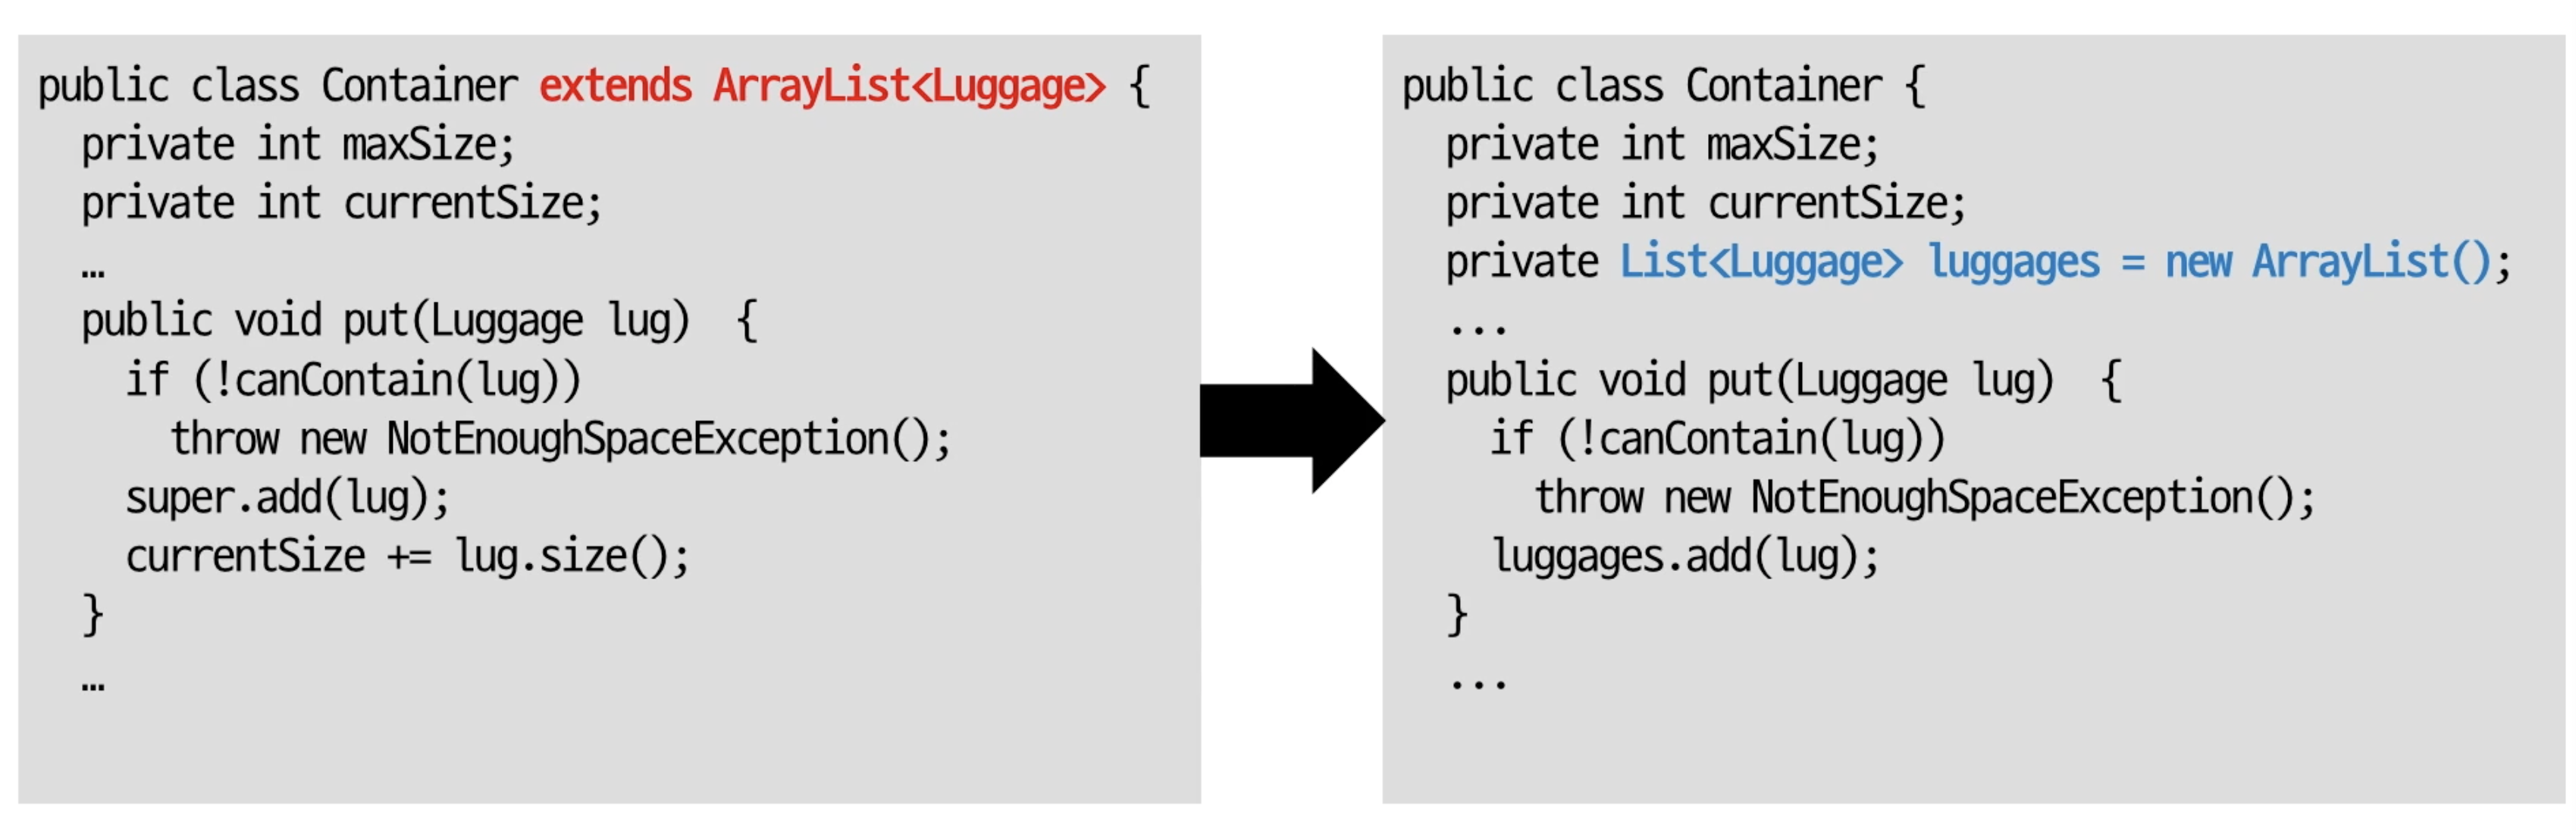 public class Container extends ArrayList<Luggage> {
private int maxSize;
private int currentSize;
…
public void put(Luggage lug)  {
if (!canContain(lug))
throw new NotEnoughSpaceException();
super.add(lug);
currentSize += lug.size();
}
…
public class Container {
private int maxSize;
private int currentSize;
private List<Luggage> luggages = new ArrayList();
...
public void put(Luggage lug)  {
if (!canContain(lug))
throw new NotEnoughSpaceException();
luggages.add(lug);
}
...